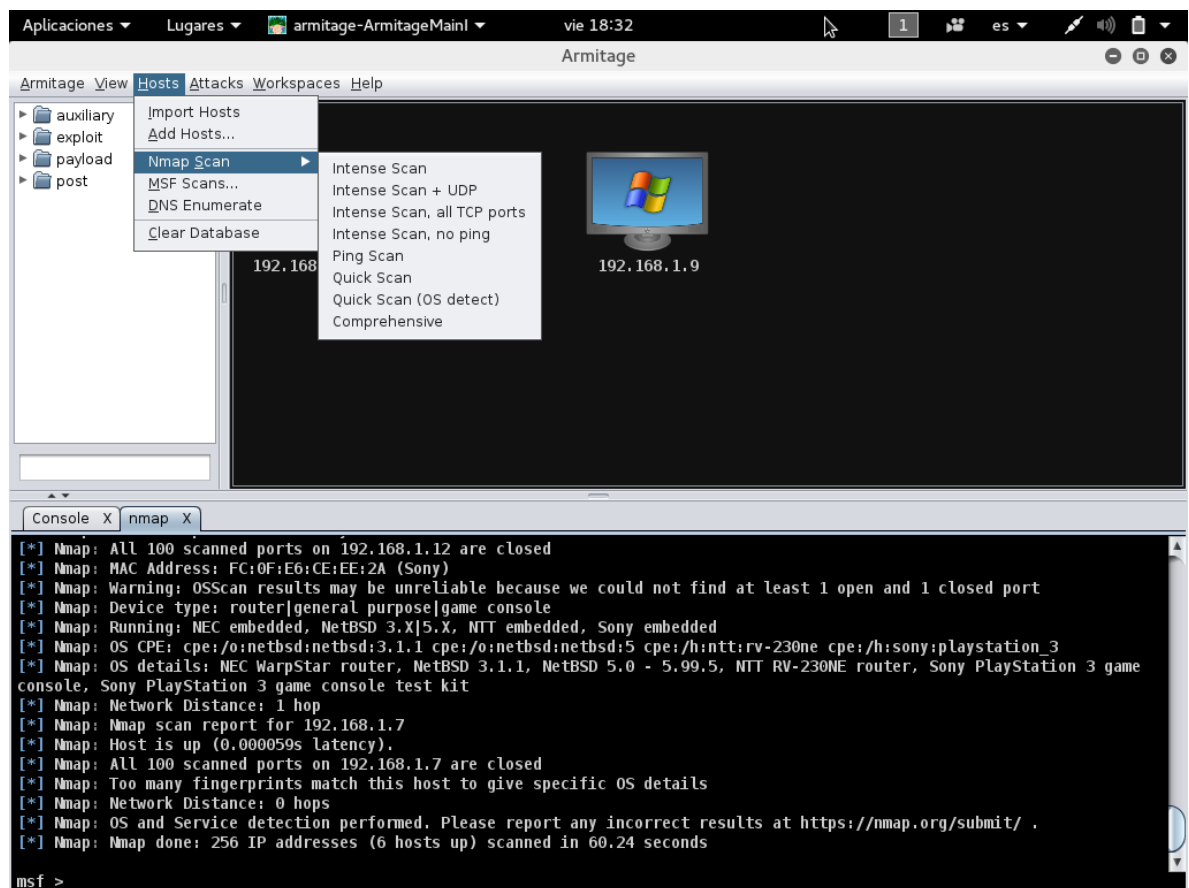 Aplicaciones Lugares armitage-ArmitageMainI vie 18:32 1 es
Armitage
Armitage View Hosts Attacks Workspaces Help
auxiliary
exploit
payload
post
Import Hosts
Add Hosts...
Nmap Scan
MSF Scans...
DNS Enumerate
Clear Database
Intense Scan
Intense Scan + UDP
Intense Scan, all TCP ports
Intense Scan, no ping
Ping Scan
Quick Scan
Quick Scan (OS detect)
Comprehensive
192.168
192.168.1.9
Console X nmap X
[*] Nmap: All 100 scanned ports on 192.168.1.12 are closed
[*] Nmap: MAC Address: FC:0F:E6:CE:EE:2A (Sony)
[*] Nmap: Warning: OSScan results may be unreliable because we could not find at least 1 open and 1 closed port
[*] Nmap: Device type: router|general purpose|game console
[*] Nmap: Running: NEC embedded, NetBSD 3.X|5.X, NTT embedded, Sony embedded
[*] Nmap: OS CPE: cpe:/o:netbsd:netbsd:3.1.1 cpe:/o:netbsd:netbsd:5 cpe:/h:ntt:rv-230ne cpe:/h:sony:playstation_3
[*] Nmap: OS details: NEC WarpStar router, NetBSD 3.1.1, NetBSD 5.0 - 5.99.5, NTT RV-230NE router, Sony PlayStation 3 game
console, Sony PlayStation 3 game console test kit
[*] Nmap: Network Distance: 1 hop
[*] Nmap: Nmap scan report for 192.168.1.7
[*] Nmap: Host is up (0.000059s latency).
[*] Nmap: All 100 scanned ports on 192.168.1.7 are closed
[*] Nmap: Too many fingerprints match this host to give specific OS details
[*] Nmap: Network Distance: 0 hops
[*] Nmap: OS and Service detection performed. Please report any incorrect results at https://nmap.org/submit/ .
[*] Nmap: Nmap done: 256 IP addresses (6 hosts up) scanned in 60.24 seconds
msf >